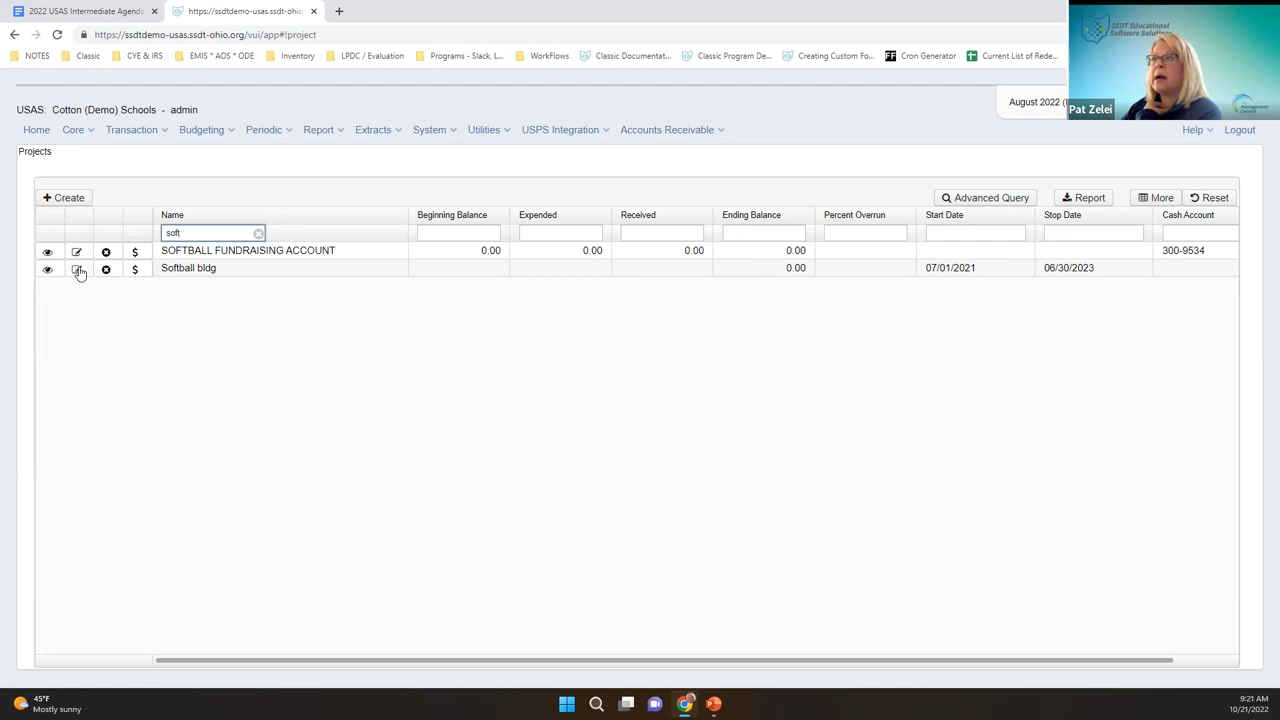 2022 USAS Intermediate Agenda
https://ssdtdemo-usas.ssdt-ohio
https://ssdtdemo-usas.ssdt-ohio.org/vui/app#!project
NOTES
Classic
CYE & IRS
EMIS * AOS * ODE
Inventory
LPDC / Evaluation
Programs - Slack, L...
WorkFlows
Classic Documentat...
Classic Program De...
Creating Custom Fo...
Cron Generator
Current List of Rede...
SSDT Educational
Software Solutions
Management
Council
Pat Zelei
USAS: Cotton (Demo) Schools - admin
August 2022 (
Home Core Transaction Budgeting Periodic Report Extracts System Utilities USPS Integration Accounts Receivable Help Logout
Projects
Create
Advanced Query Report More Reset
Name Beginning Balance Expended Received Ending Balance Percent Overrun Start Date Stop Date Cash Account
soft
$ SOFTBALL FUNDRAISING ACCOUNT 0.00 0.00 0.00 0.00 300-9534
$ Softball bldg 0.00 07/01/2021 06/30/2023
45°F
Mostly sunny
9:21 AM
10/21/2022